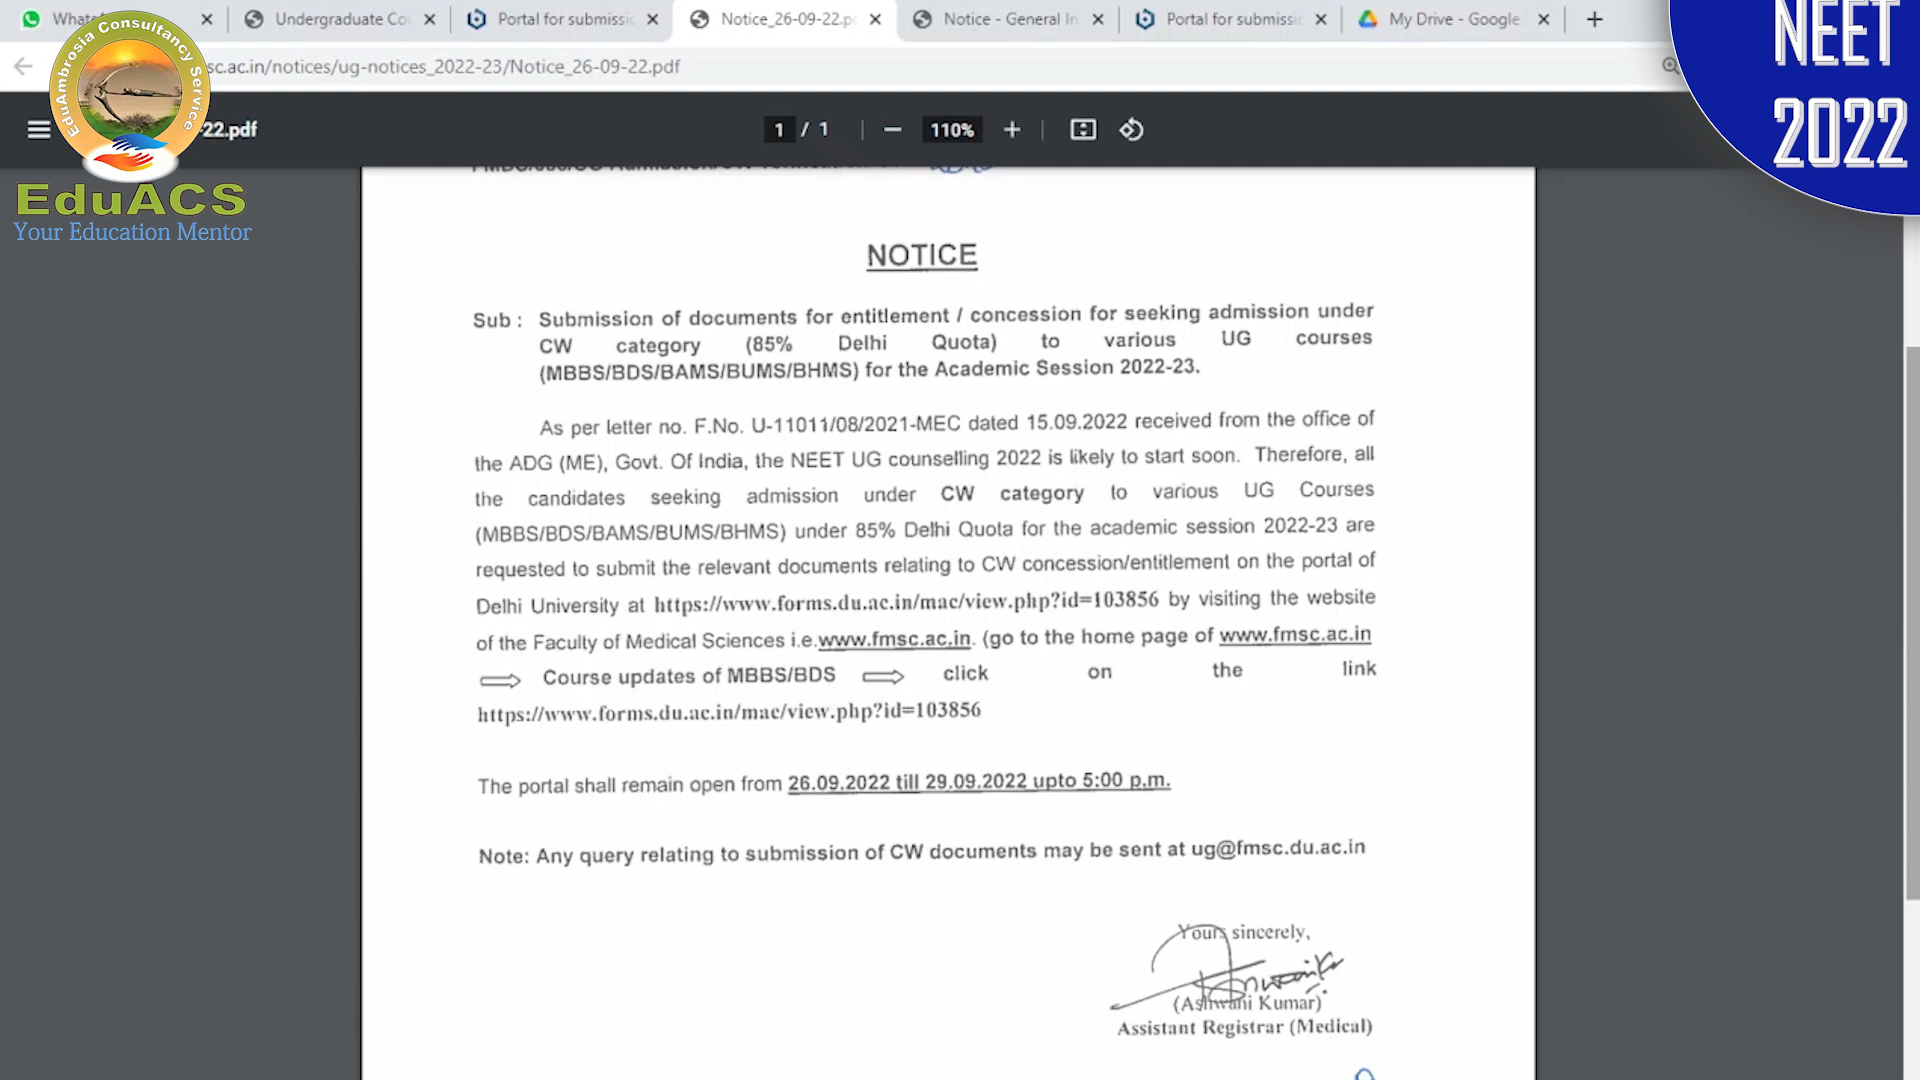 Undergraduate Co
Portal for submissic
Notice_26-09-22.p
Notice - General In
Portal for submissi
My Drive - Google
sc.ac.in/notices/ug-notices_2022-23/Notice_26-09-22.pdf
NEET
2022
EduAmbrosia Consultancy Service
-22.pdf
1 / 1
110%
EduACS
Your Education Mentor
NOTICE
Sub : Submission of documents for entitlement / concession for seeking admission under
CW category (85% Delhi Quota) to various UG courses
(MBBS/BDS/BAMS/BUMS/BHMS) for the Academic Session 2022-23.
As per letter no. F.No. U-11011/08/2021-MEC dated 15.09.2022 received from the office of
the ADG (ME), Govt. Of India, the NEET UG counselling 2022 is likely to start soon. Therefore, all
the candidates seeking admission under CW category to various UG Courses
(MBBS/BDS/BAMS/BUMS/BHMS) under 85% Delhi Quota for the academic session 2022-23 are
requested to submit the relevant documents relating to CW concession/entitlement on the portal of
Delhi University at https://www.forms.du.ac.in/mac/view.php?id=103856 by visiting the website
of the Faculty of Medical Sciences i.e.www.fmsc.ac.in. (go to the home page of www.fmsc.ac.in
⇨ Course updates of MBBS/BDS ⇨ click on the link
https://www.forms.du.ac.in/mac/view.php?id=103856
The portal shall remain open from 26.09.2022 till 29.09.2022 upto 5:00 p.m.
Note: Any query relating to submission of CW documents may be sent at ug@fmsc.du.ac.in
Yours sincerely,
(Ashwani Kumar)
Assistant Registrar (Medical)